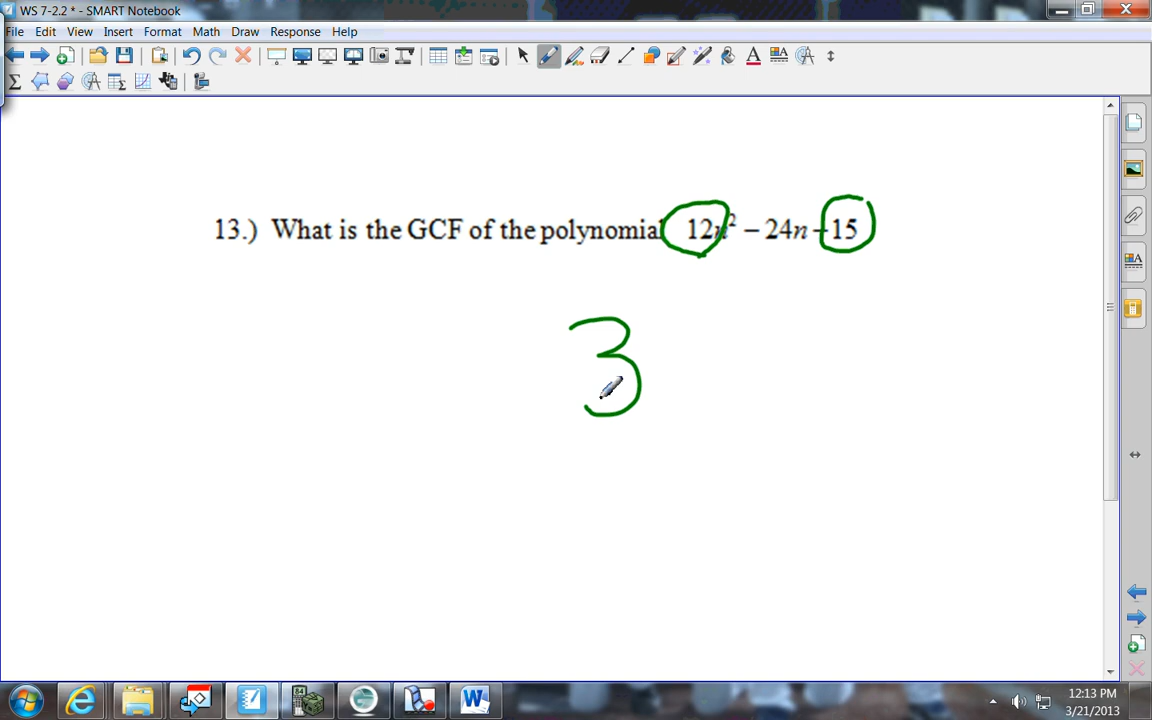 WS 7-2.2 * - SMART Notebook
File Edit View Insert Format Math Draw Response Help
13.) What is the GCF of the polynomial 12n² – 24n – 15
3
12:13 PM
3/21/2013